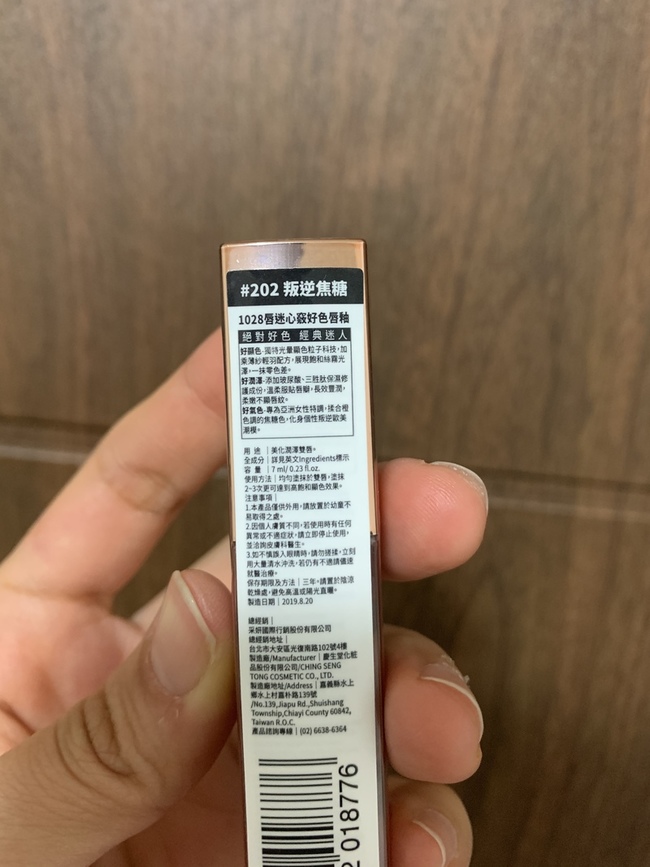 #202 叛逆焦糖
1028唇迷心竅好色唇釉
絕對好色 經典迷人
好顯色-獨特光暈顯色粒子科技，加
乘薄紗輕羽配方，展現飽和絲霧光
澤，一抹零色差。
好潤澤-添加玻尿酸、三胜肽保濕修
護成份，溫柔服貼唇瓣，長效豐潤，
柔嫩不顯唇紋。
好氣色-專為亞洲女性特調，揉合橙
色調的焦糖色，化身個性叛逆歐美
潮模。
用 途｜美化潤澤雙唇。
全成分｜詳見英文Ingredients標示
容 量｜7 ml/ 0.23 fl.oz.
使用方法｜均勻塗抹於雙唇，塗抹
2~3次更可達到高飽和顯色效果。
注意事項｜
1.本產品僅供外用，請放置於幼童不
易取得之處。
2.因個人膚質不同，若使用時有任何
異常或不適症狀，請立即停止使用，
並洽詢皮膚科醫生。
3.如不慎誤入眼睛時，請勿搓揉，立刻
用大量清水沖洗，若仍有不適請儘速
就醫治療。
保存期限及方法｜三年。請置於陰涼
乾燥處，避免高溫或陽光直曬。
製造日期｜2019.8.20
總經銷｜
采妍國際行銷股份有限公司
總經銷地址｜
台北市大安區光復南路102號4樓
製造廠/Manufacturer｜慶生堂化粧
品股份有限公司/CHING SENG
TONG COSMETIC CO., LTD.
製造廠地址/Address｜嘉義縣水上
鄉水上村嘉朴路139號
/No.139,Jiapu Rd.,Shuishang
Township,Chiayi County 60842,
Taiwan R.O.C.
產品諮詢專線｜(02) 6638-6364
2 018776